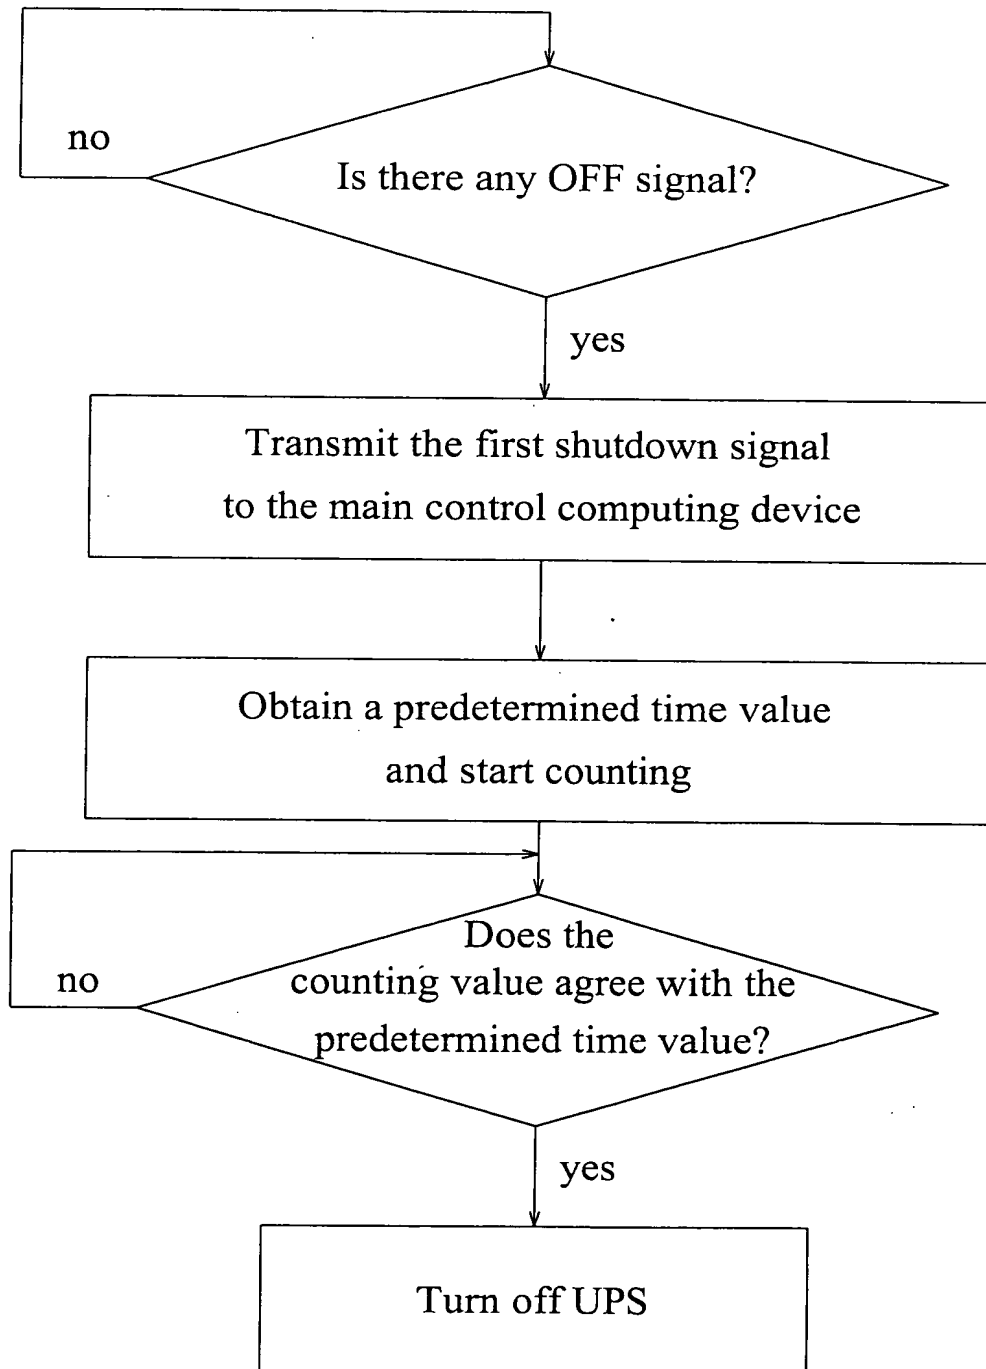 no
Is there any OFF signal?
yes
Transmit the first shutdown signal
to the main control computing device
Obtain a predetermined time value
and start counting
Does the
counting value agree with the
no
predetermined time value?
yes
Turn off UPS